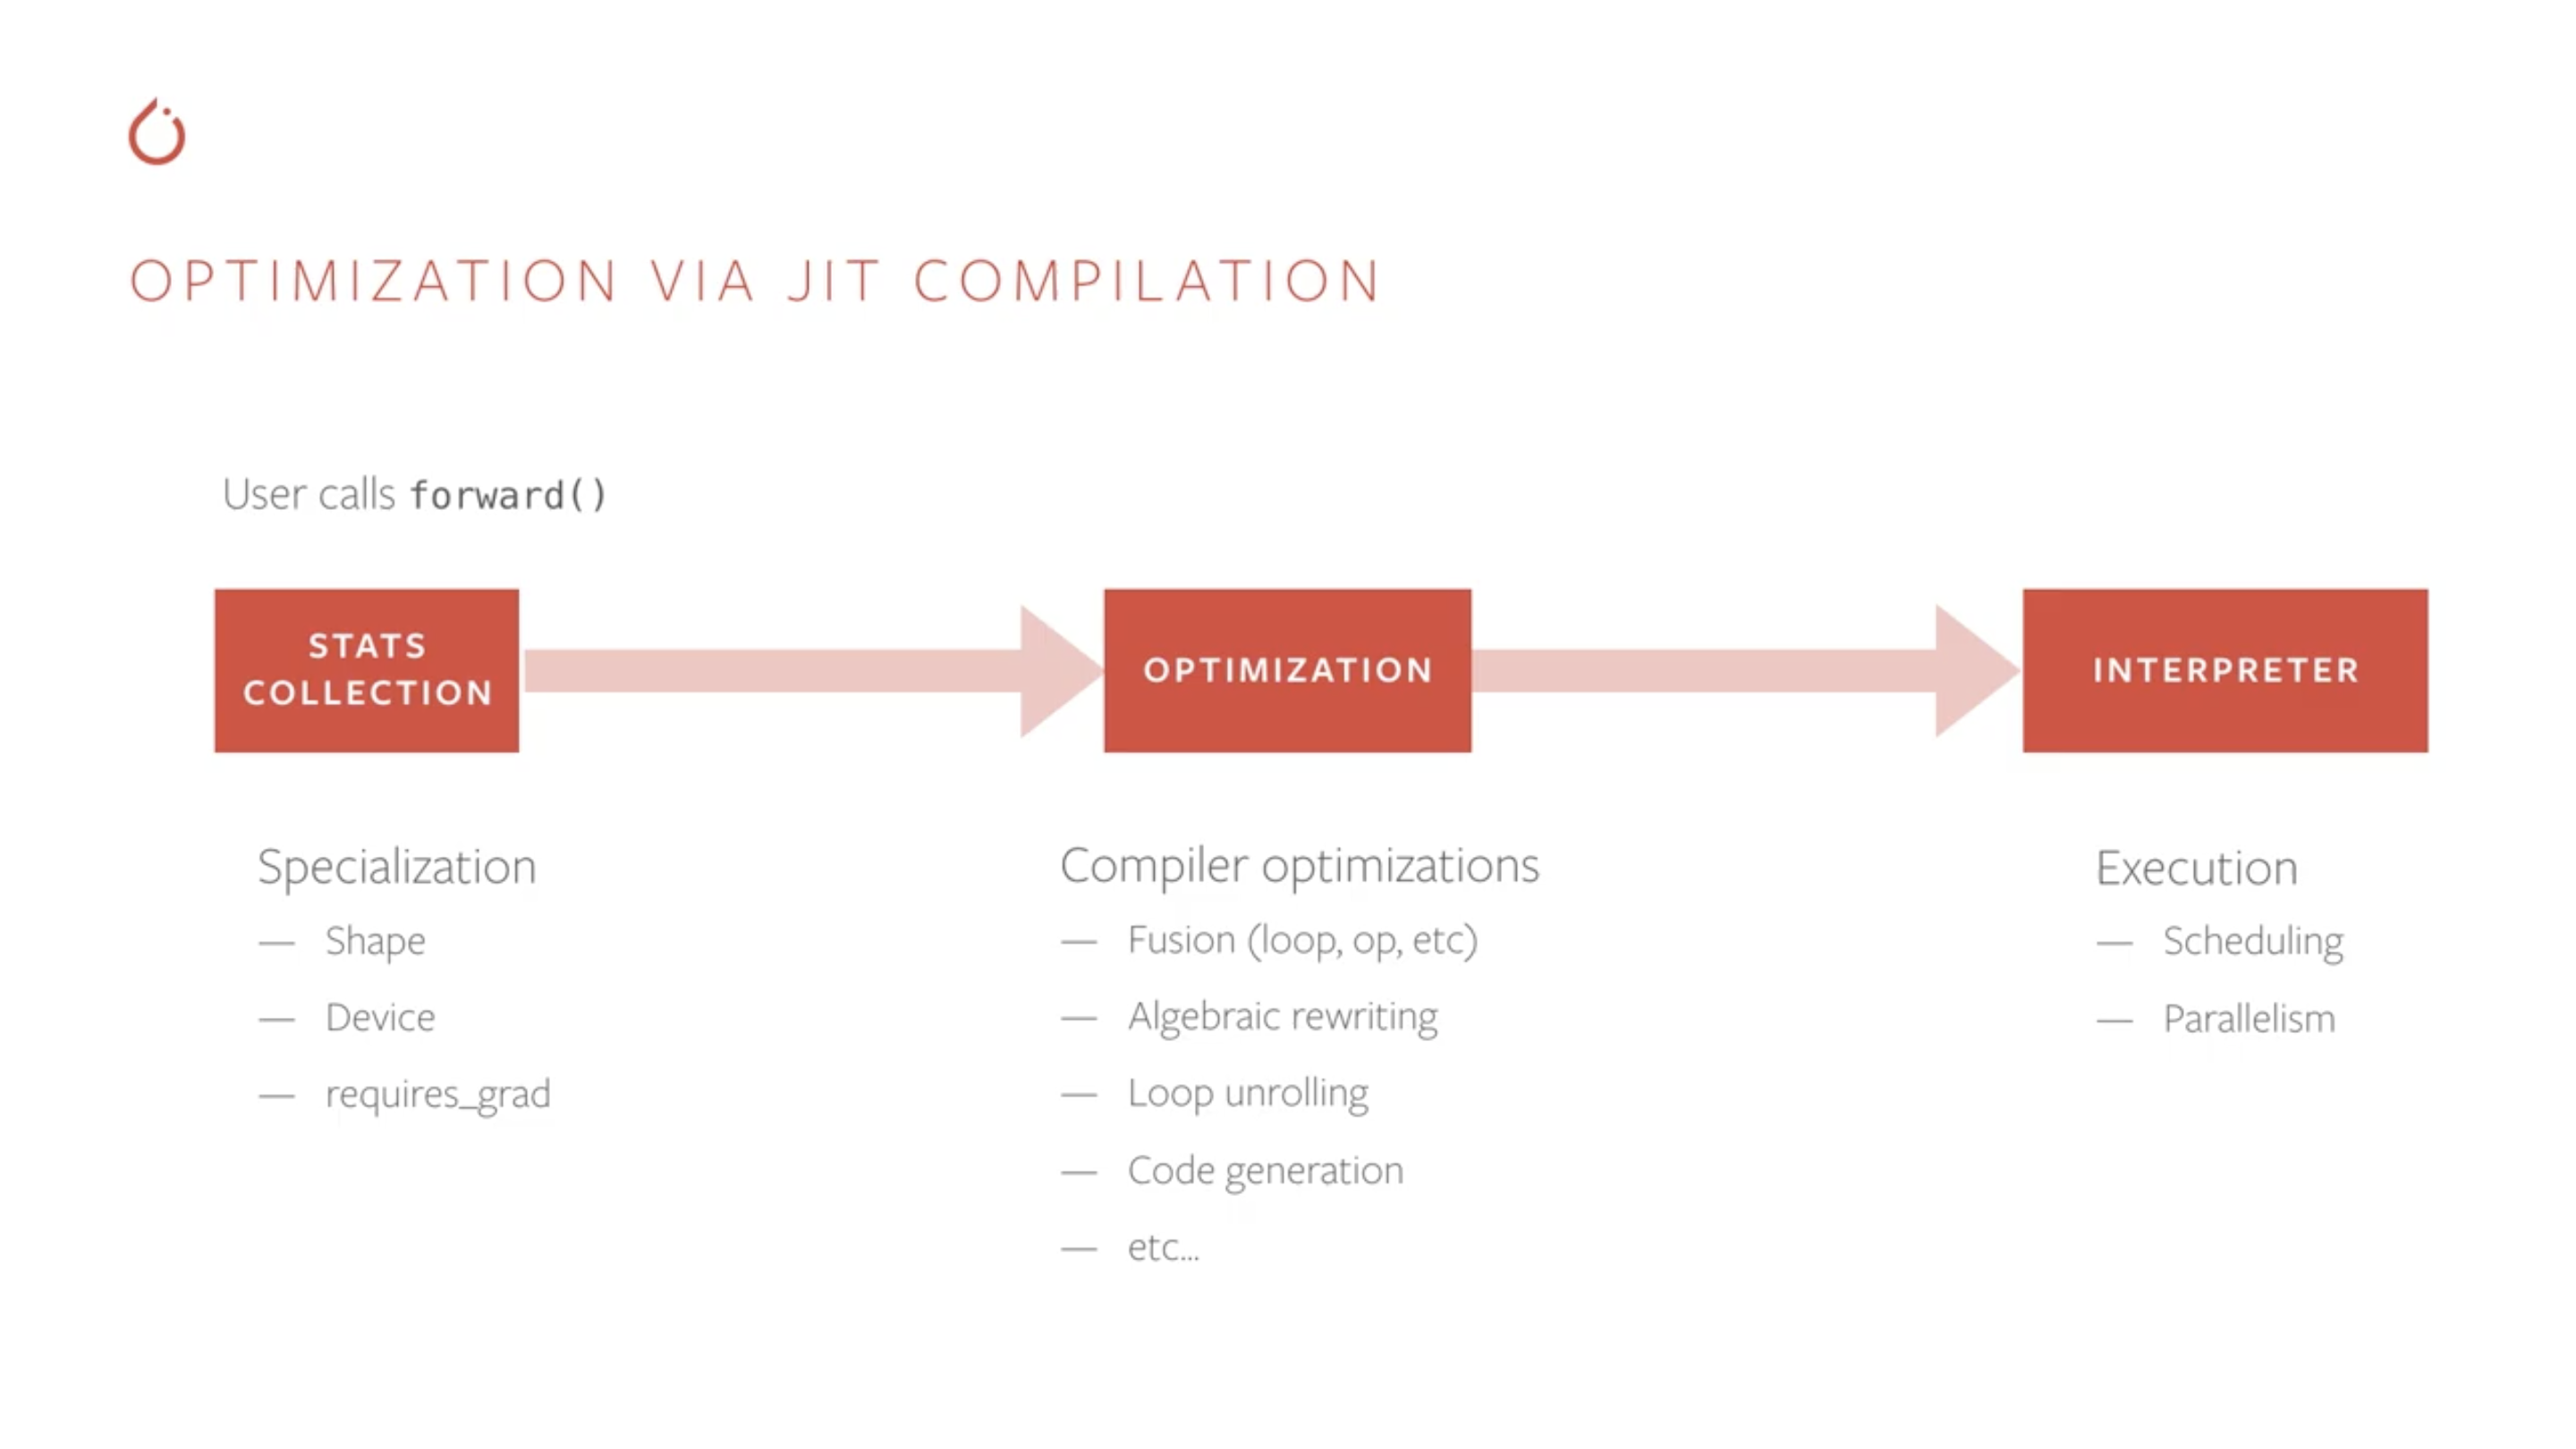 OPTIMIZATION VIA JIT COMPILATION
User calls forward()
STATS
COLLECTION
OPTIMIZATION
INTERPRETER
Specialization
— Shape
— Device
— requires_grad
Compiler optimizations
— Fusion (loop, op, etc)
— Algebraic rewriting
— Loop unrolling
— Code generation
— etc...
Execution
— Scheduling
— Parallelism